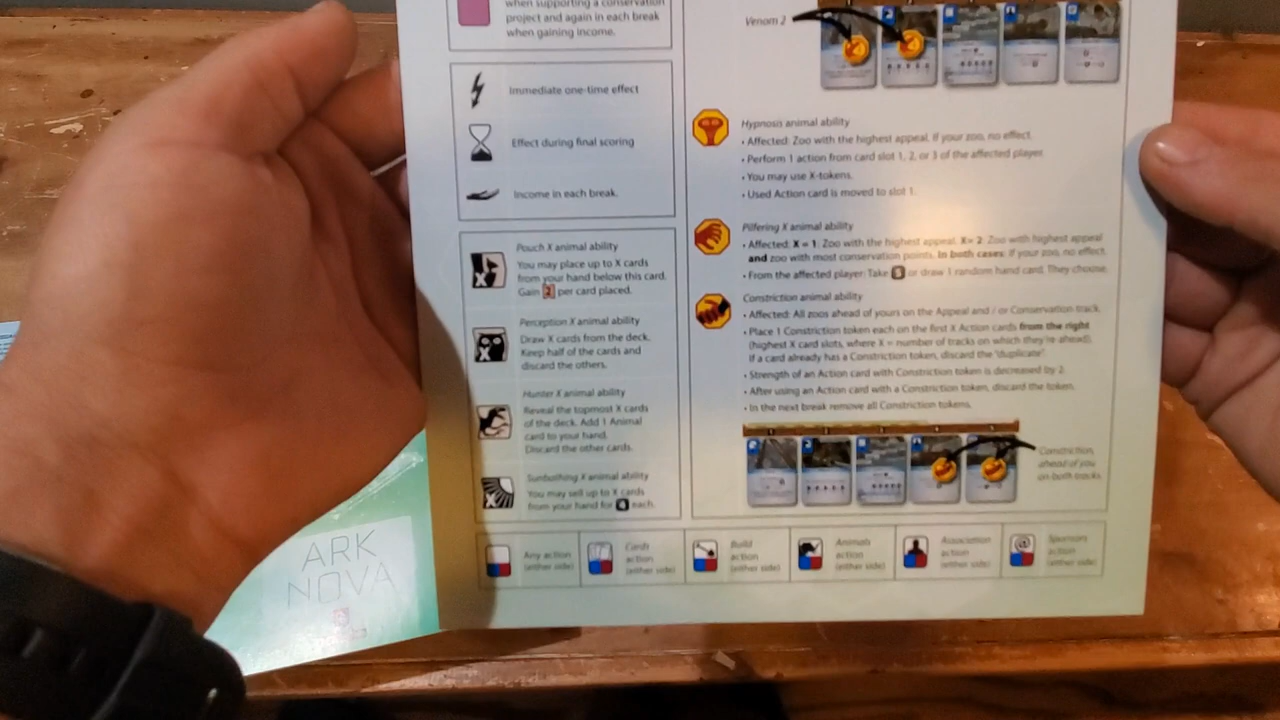 when supporting a conservation
project and again in each break
when gaining income.
Immediate one-time effect
Effect during final scoring
Income in each break.
Pouch X animal ability
You may place up to X cards
from your hand below this card.
Gain 2 per card placed.
Perception X animal ability
Draw X cards from the deck.
Keep half of the cards and
discard the others.
Hunter X animal ability
Reveal the topmost X cards
of the deck. Add 1 Animal
card to your hand.
Discard the other cards.
Sunbathing X animal ability
You may sell up to X cards
from your hand for 4 each.
Venom 2
Hypnosis animal ability
• Affected: Zoo with the highest appeal. If your zoo, no effect.
• Perform 1 action from card slot 1, 2, or 3 of the affected player.
• You may use X-tokens.
• Used Action card is moved to slot 1.
Pilfering X animal ability
• Affected: X = 1: Zoo with the highest appeal. X= 2: Zoo with highest appeal
and zoo with most conservation points. In both cases: If your zoo, no effect.
• From the affected player: Take 5 or draw 1 random hand card. They choose.
Constriction animal ability
• Affected: All zoos ahead of yours on the Appeal and / or Conservation track.
• Place 1 Constriction token each on the first X Action cards from the right
(highest X card slots, where X = number of tracks on which they're ahead).
If a card already has a Constriction token, discard the "duplicate".
• Strength of an Action card with Constriction token is decreased by 2.
• After using an Action card with a Constriction token, discard the token.
• In the next break remove all Constriction tokens.
Constriction,
ahead of you
on both tracks.
Any action
(either side)
Cards
action
(either side)
Build
action
(either side)
Animals
action
(either side)
Association
action
(either side)
Sponsors
action
(either side)
ARK
NOVA